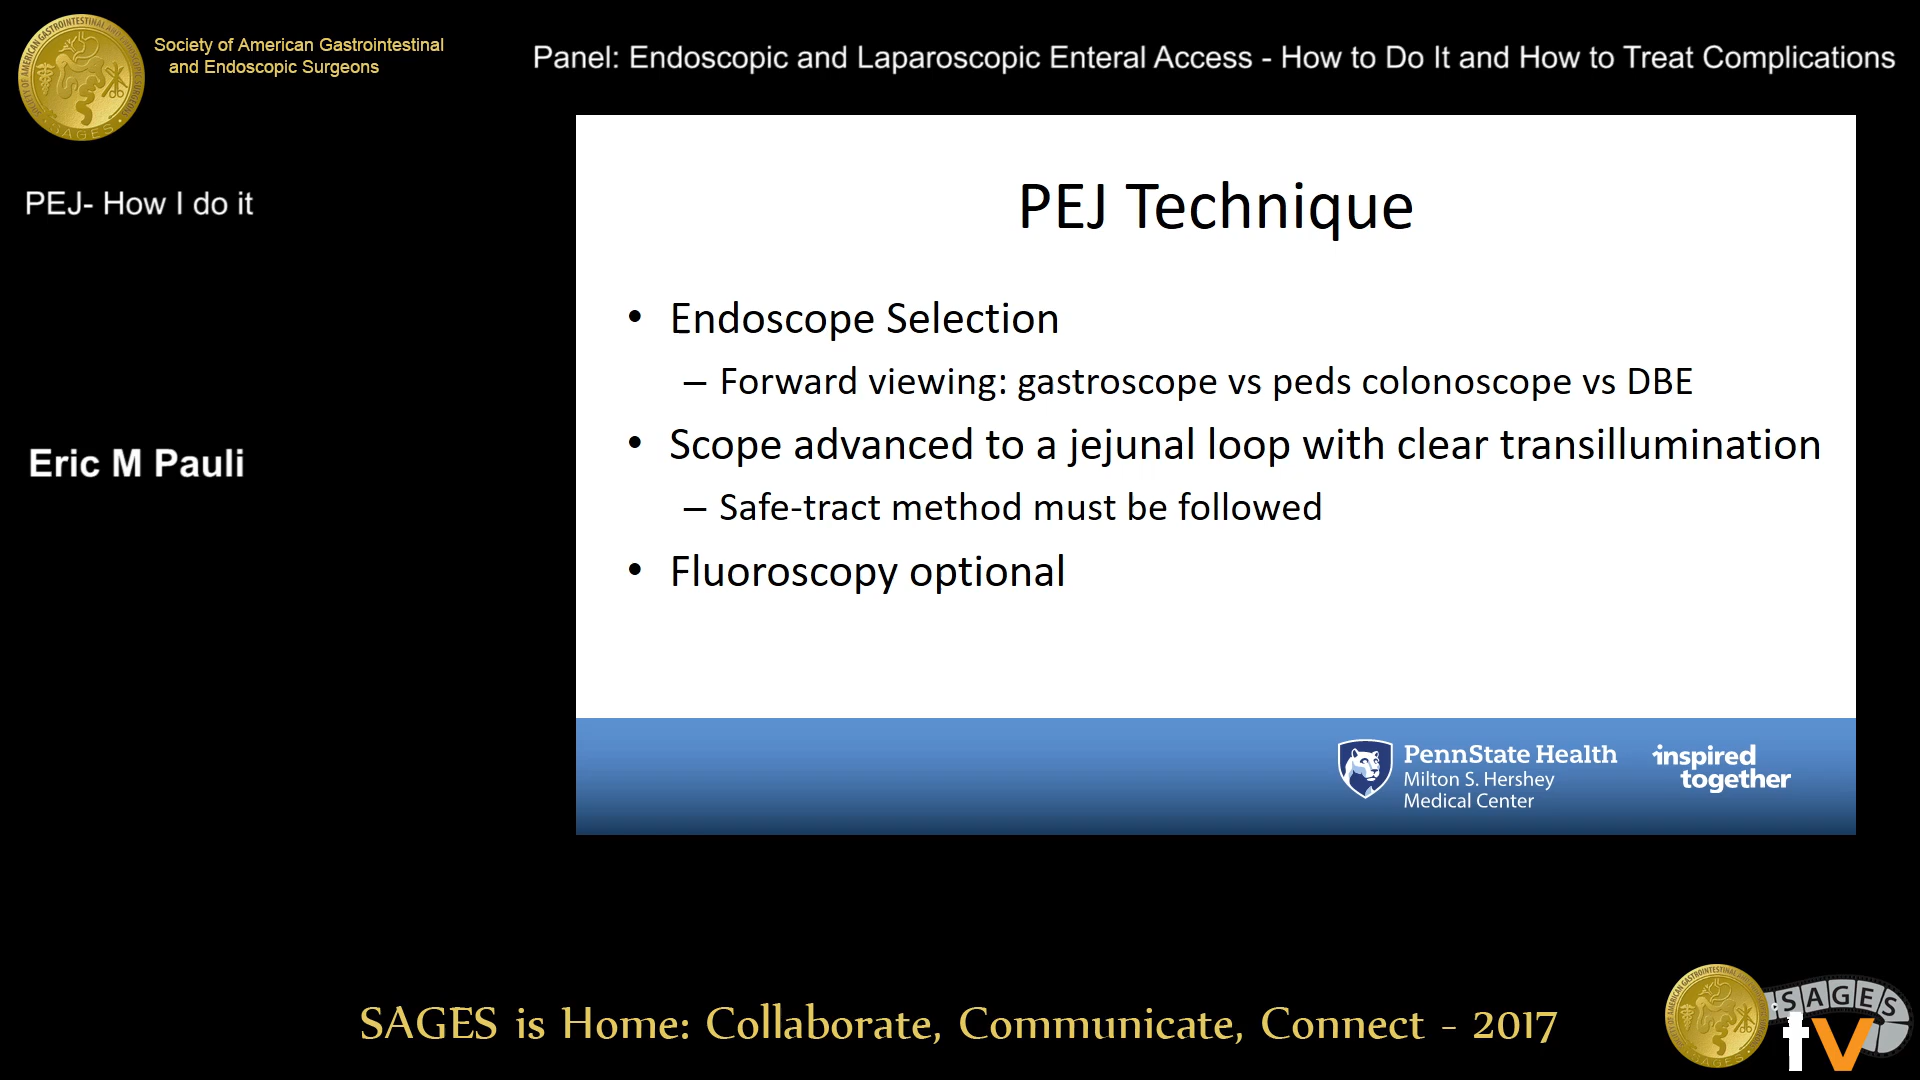 Society of American Gastrointestinal
and Endoscopic Surgeons
Panel: Endoscopic and Laparoscopic Enteral Access - How to Do It and How to Treat Complications
PEJ- How I do it
Eric M Pauli
PEJ Technique
• Endoscope Selection
– Forward viewing: gastroscope vs peds colonoscope vs DBE
• Scope advanced to a jejunal loop with clear transillumination
– Safe-tract method must be followed
• Fluoroscopy optional
PennState Health
Milton S. Hershey
Medical Center
inspired
together
SAGES is Home: Collaborate, Communicate, Connect - 2017
SAGES
tv